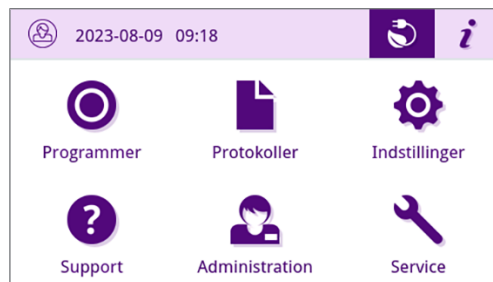 2023-08-09 09:18 i
Programmer Protokoller Indstillinger
?
Support Administration Service